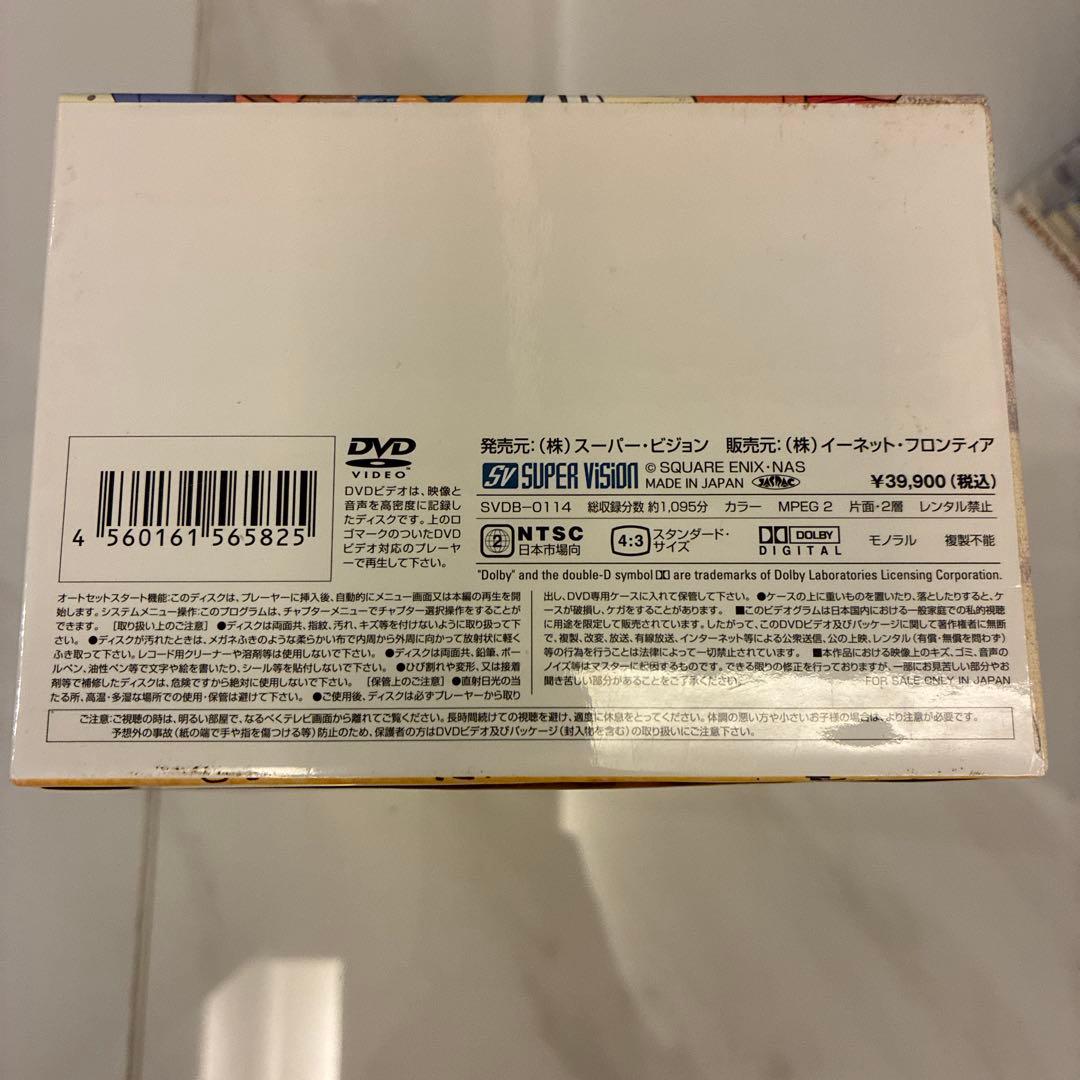 4 560161 565825
DVD
VIDEO™
DVDビデオは、映像と
音声を高密度に記録し
たディスクです。上のロ
ゴマークのついたDVD
ビデオ対応のプレーヤ
ーで再生して下さい。
発売元：（株）スーパー・ビジョン　販売元：（株）イーネット・フロンティア
SV SUPER VISION
© SQUARE ENIX・NAS
MADE IN JAPAN JASRAC
¥39,900（税込）
SVDB-0114　総収録分数 約1,095分　カラー　MPEG 2　片面・2層　レンタル禁止
2 NTSC
日本市場向
4:3 スタンダード・
サイズ
DOLBY
DIGITAL
モノラル　複製不能
"Dolby" and the double-D symbol are trademarks of Dolby Laboratories Licensing Corporation.
オートセットスタート機能：このディスクは、プレーヤーに挿入後、自動的にメニュー画面又は本編の再生を開
始します。システムメニュー操作：このプログラムは、チャプターメニューでチャプター選択操作をすることが
できます。［取り扱い上のご注意］●ディスクは両面共、指紋、汚れ、キズ等を付けないように取り扱って下
さい。●ディスクが汚れたときは、メガネふきのような柔らかい布で内周から外周に向かって放射状に軽く
ふき取って下さい。レコード用クリーナーや溶剤等は使用しないで下さい。●ディスクは両面共、鉛筆、ボー
ルペン、油性ペン等で文字や絵を書いたり、シール等を貼付しないで下さい。●ひび割れや変形、又は接着
剤等で補修したディスクは、危険ですから絶対に使用しないで下さい。［保管上のご注意］●直射日光の当
たる所、高温・多湿な場所での使用・保管は避けて下さい。●ご使用後、ディスクは必ずプレーヤーから取り
出し、DVD専用ケースに入れて保管して下さい。●ケースの上に重いものを置いたり、落としたりすると、ケ
ースが破損し、ケガをすることがあります。■このビデオグラムは日本国内における一般家庭での私的視聴
に用途を限定して販売されています。したがって、このDVDビデオ及びパッケージに関して著作権者に無断
で、複製、改変、放送、有線放送、インターネット等による公衆送信、公の上映、レンタル（有償・無償を問わず）
等の行為を行うことは法律によって一切禁止されています。■本作品における映像上のキズ、ゴミ、音声の
ノイズ等はマスターに起因するものです。できる限りの修正を行っておりますが、一部にお見苦しい部分やお
聞き苦しい部分があることをご了承ください。
FOR SALE ONLY IN JAPAN
ご注意：ご視聴の時は、明るい部屋で、なるべくテレビ画面から離れてご覧ください。長時間続けての視聴を避け、適度に休息をとってください。体調の悪い方や小さいお子様の場合は、より注意が必要です。
予想外の事故（紙の端で手や指を傷つける等）防止のため、保護者の方はDVDビデオ及びパッケージ（封入物を含む）の取り扱いにご注意下さい。